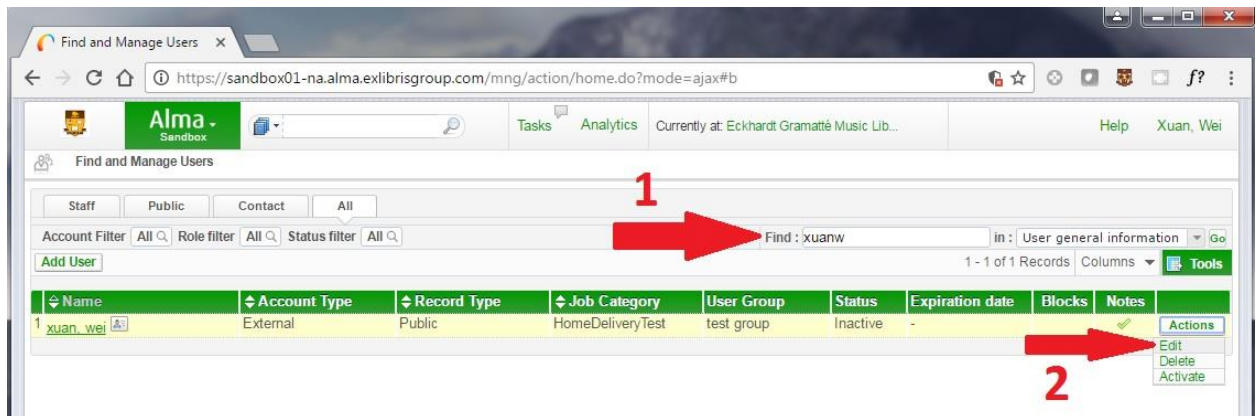 Find and Manage Users
https://sandbox01-na.alma.exlibrisgroup.com/mng/action/home.do?mode=ajax#b
f?
Alma Sandbox Tasks Analytics Currently at: Eckhardt Gramatté Music Lib... Help Xuan, Wei
Find and Manage Users
Staff Public Contact All
1
Account Filter All Role filter All Status filter All Find : xuanw in : User general information Go
Add User 1 - 1 of 1 Records Columns Tools
Name Account Type Record Type Job Category User Group Status Expiration date Blocks Notes
1 xuan, wei External Public HomeDeliveryTest test group Inactive - Actions
Edit
Delete
Activate
2